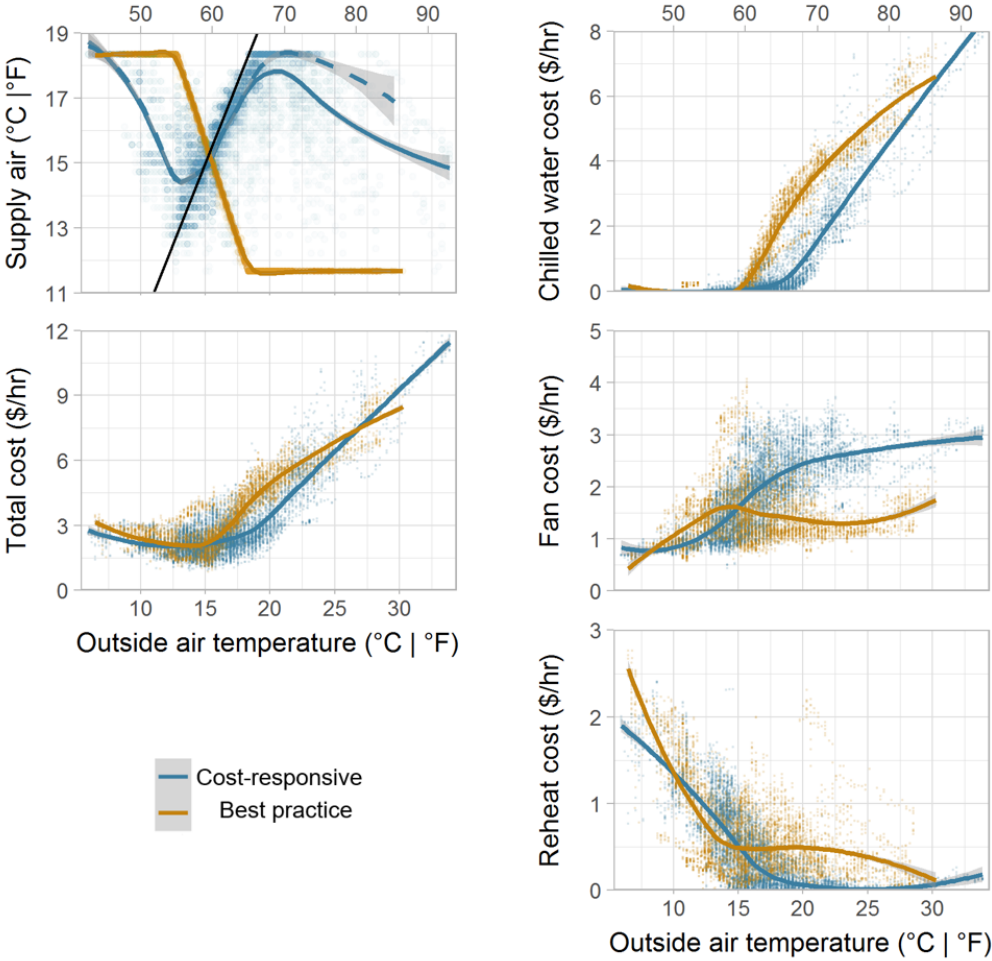 50 60 70 80 90
19
17
15
13
11
Supply air (°C |°F)
50 60 70 80 90
8
6
4
2
0
Chilled water cost ($/hr)
12
9
6
3
0
Total cost ($/hr)
10 15 20 25 30
Outside air temperature (°C | °F)
5
4
3
2
1
0
Fan cost ($/hr)
Cost-responsive
Best practice
3
2
1
0
Reheat cost ($/hr)
10 15 20 25 30
Outside air temperature (°C | °F)